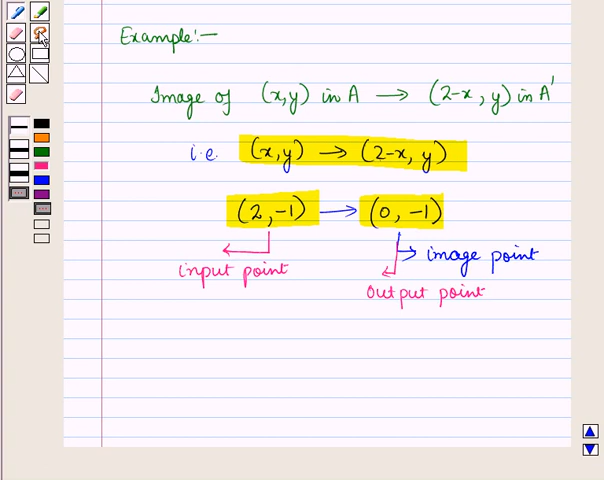 Example:-
Image of (x,y) in A → (2-x, y) in A'
i.e. (x,y) → (2-x, y)
(2,-1) → (0,-1)
image point
input point
output point